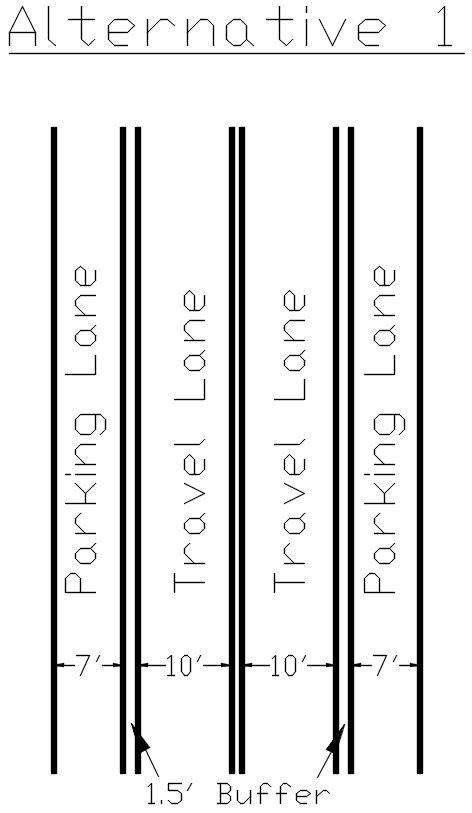 Alternative 1
Parking Lane
Travel Lane
Travel Lane
Parking Lane
7' 10' 10' 7'
1.5' Buffer